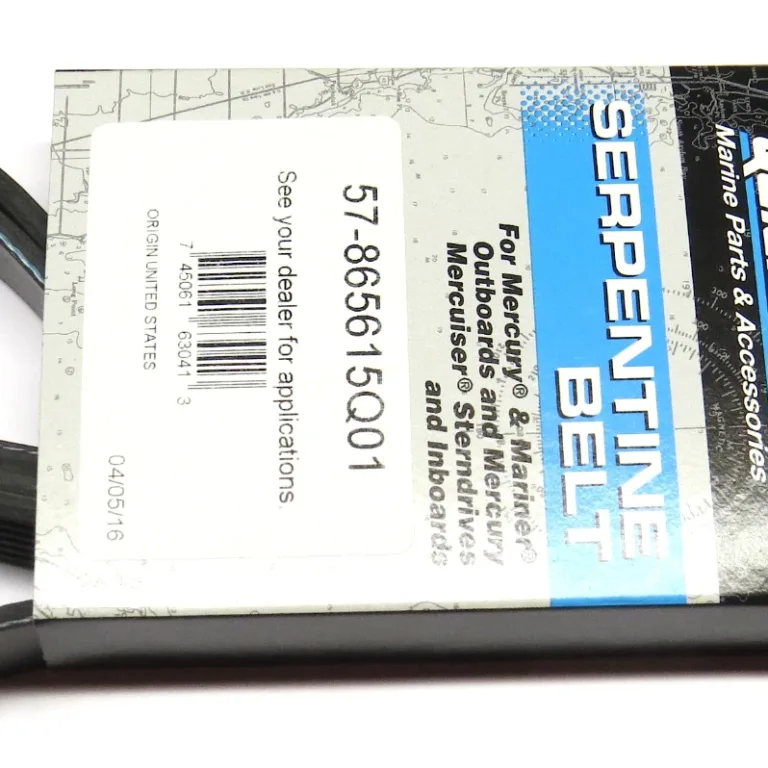 Marine Parts & Accessories
SERPENTINE
BELT
For Mercury® & Mariner®
Outboards and Mercury
Mercuiser® Sterndrives
and Inboards
57-865615Q01
See your dealer for applications.
7 45061 63041 3
ORIGIN UNITED STATES
04/05/16